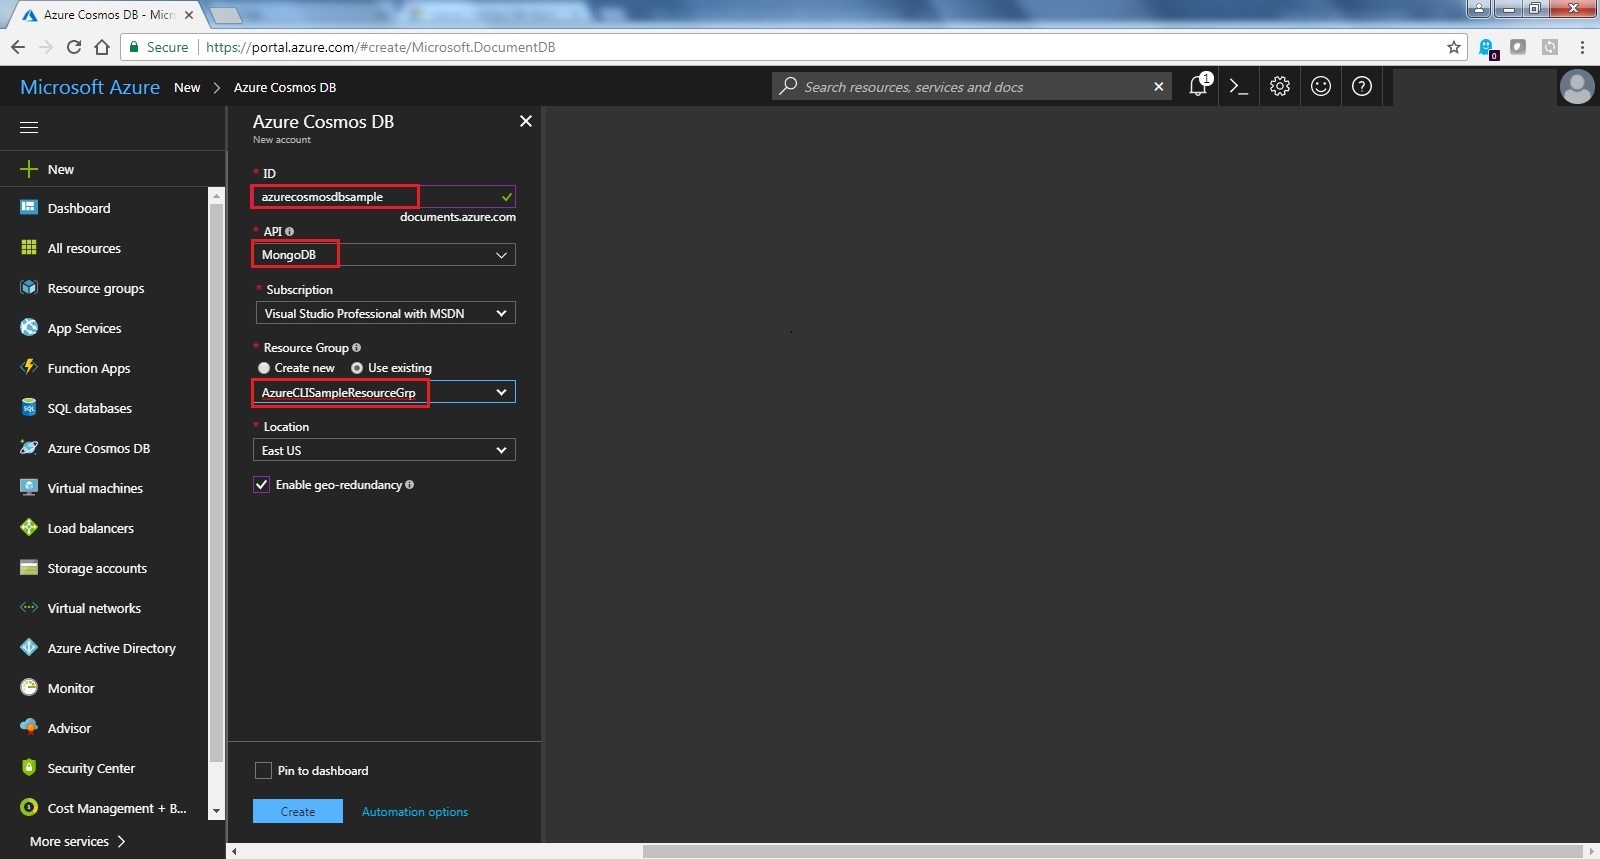 Azure Cosmos DB - Micr
Secure https://portal.azure.com/#create/Microsoft.DocumentDB
0
Microsoft Azure New > Azure Cosmos DB
Search resources, services and docs
1
Azure Cosmos DB
New account
* ID
azurecosmosdbsample
documents.azure.com
* API
MongoDB
* Subscription
Visual Studio Professional with MSDN
* Resource Group
Create new Use existing
AzureCLISampleResourceGrp
* Location
East US
Enable geo-redundancy
Pin to dashboard
Create Automation options
New
Dashboard
All resources
Resource groups
App Services
Function Apps
SQL databases
Azure Cosmos DB
Virtual machines
Load balancers
Storage accounts
Virtual networks
Azure Active Directory
Monitor
Advisor
Security Center
Cost Management + B...
More services >